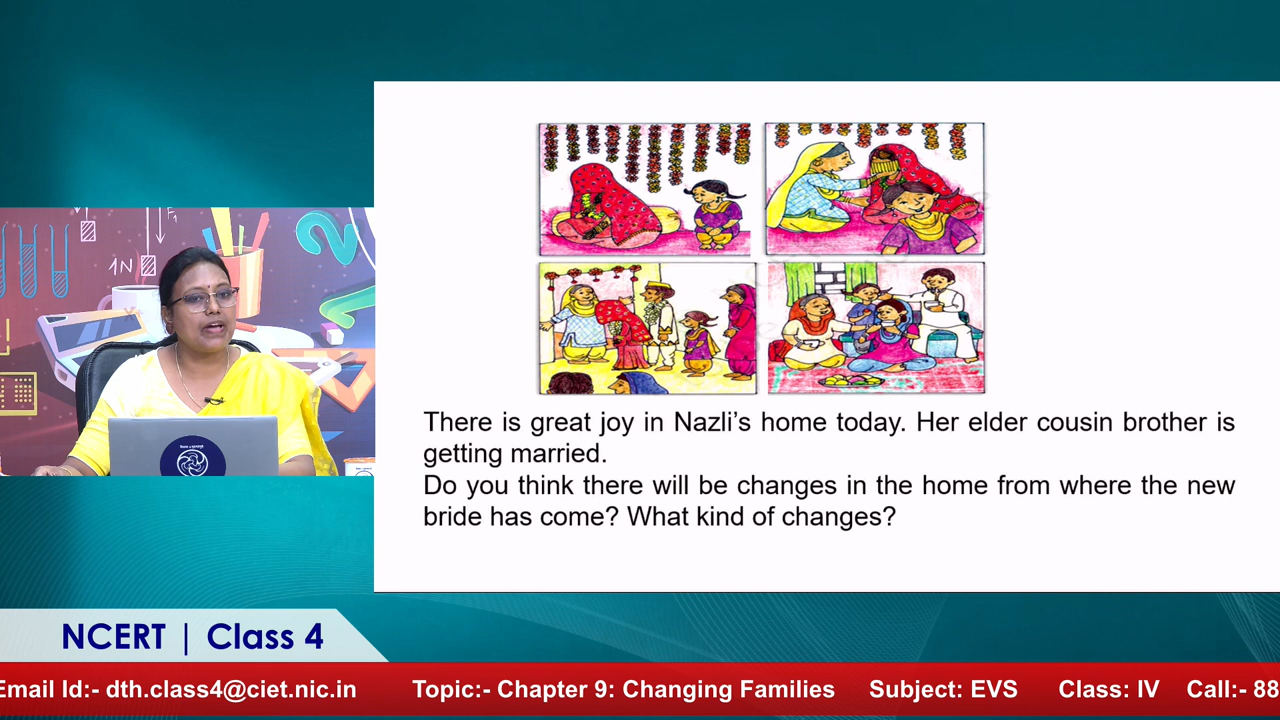 There is great joy in Nazli’s home today. Her elder cousin brother is
getting married.
Do you think there will be changes in the home from where the new
bride has come? What kind of changes?
1N
F₁
NCERT | Class 4
Email Id:- dth.class4@ciet.nic.in Topic:- Chapter 9: Changing Families Subject: EVS Class: IV Call:- 88